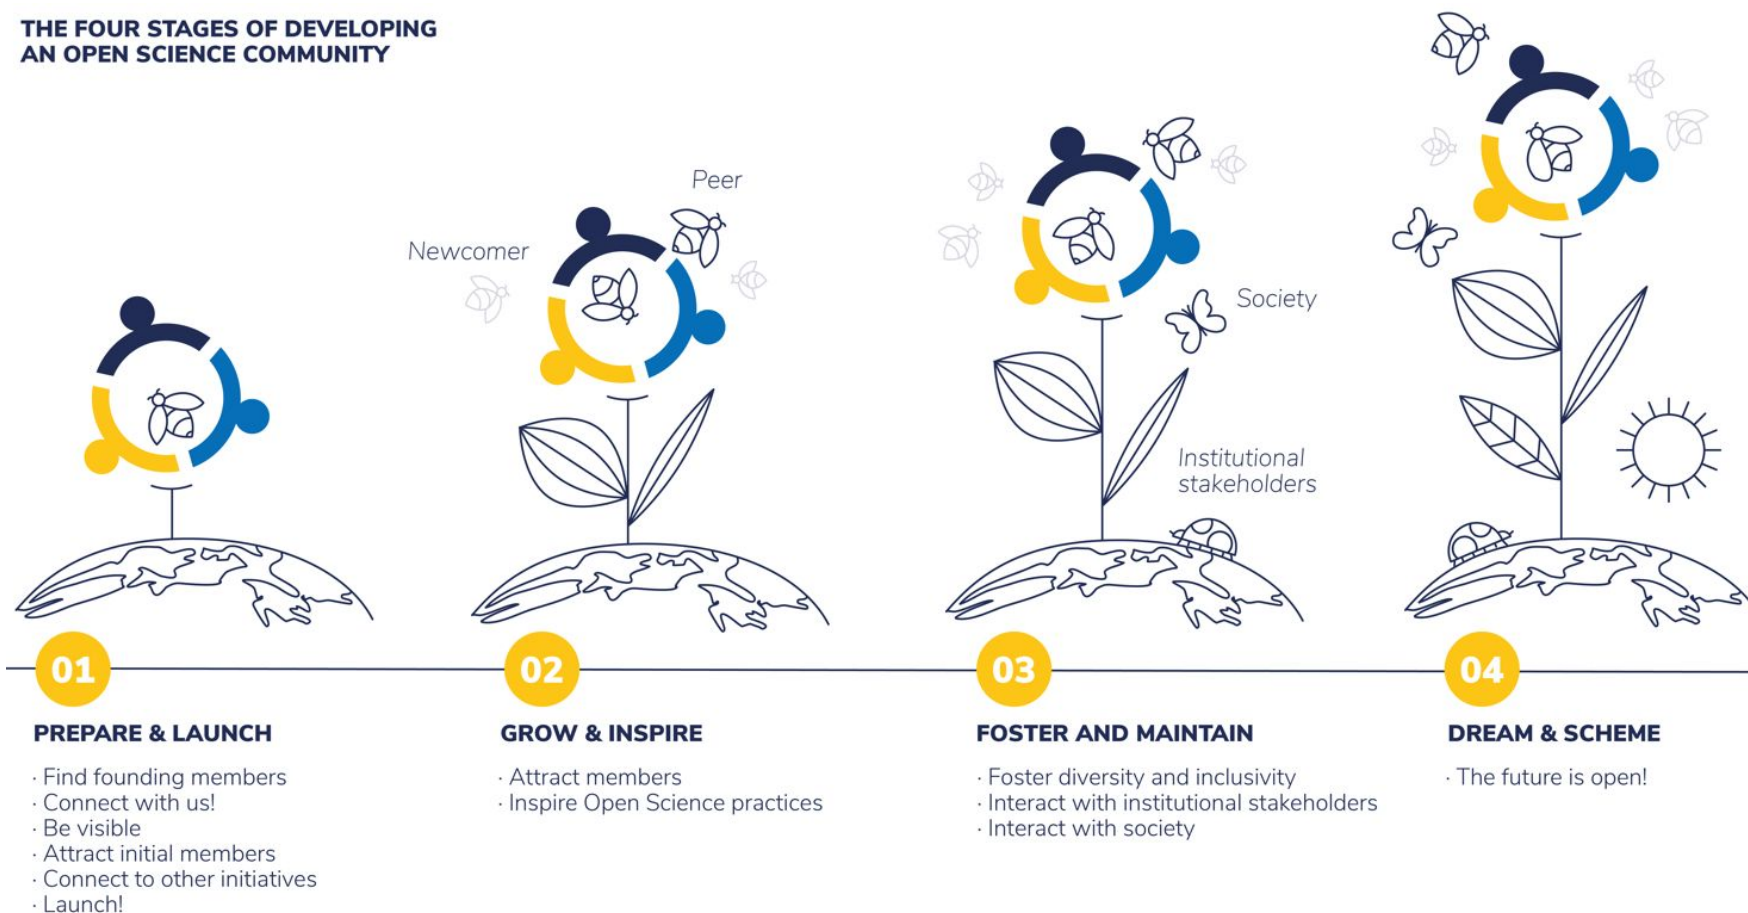 THE FOUR STAGES OF DEVELOPING
AN OPEN SCIENCE COMMUNITY
Newcomer
Peer
Society
Institutional
stakeholders
01
PREPARE & LAUNCH
· Find founding members
· Connect with us!
· Be visible
· Attract initial members
· Connect to other initiatives
· Launch!
02
GROW & INSPIRE
· Attract members
· Inspire Open Science practices
03
FOSTER AND MAINTAIN
· Foster diversity and inclusivity
· Interact with institutional stakeholders
· Interact with society
04
DREAM & SCHEME
· The future is open!